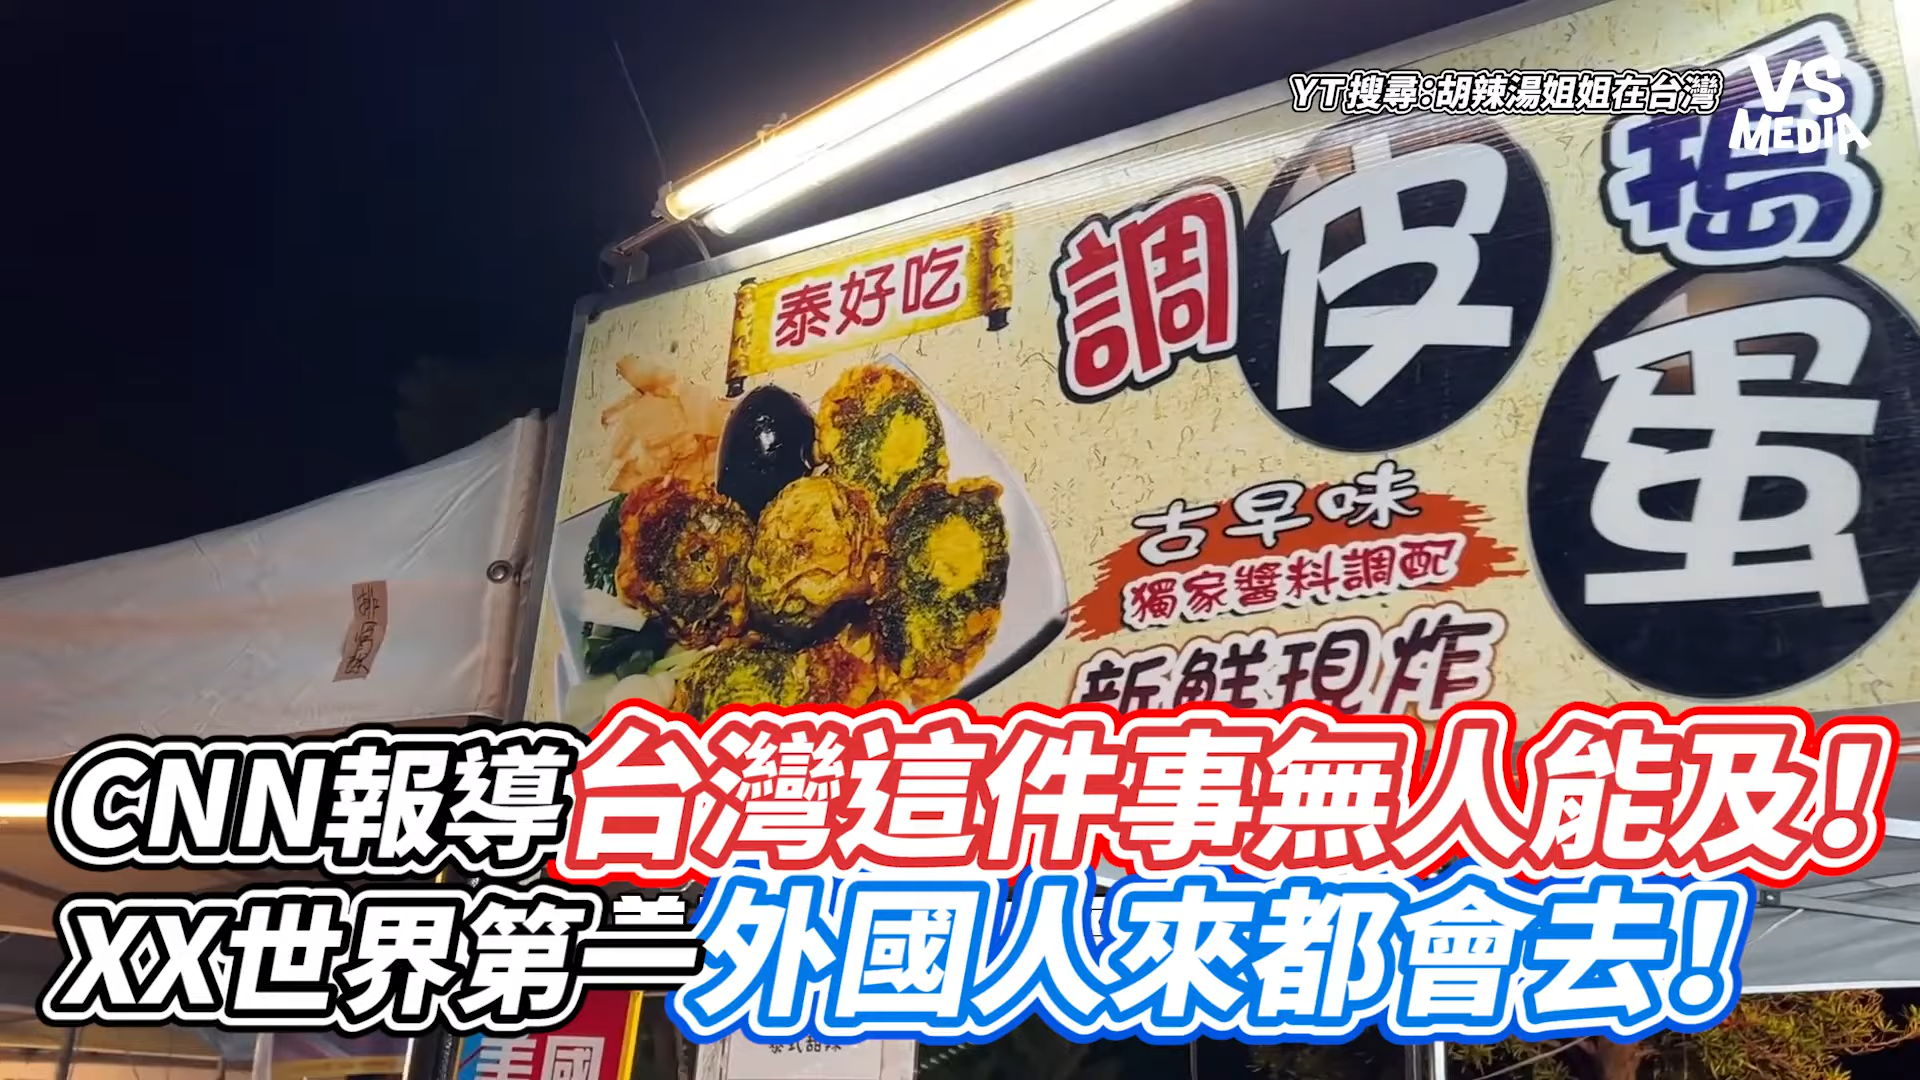 YT搜尋:胡辣湯姐姐在台灣
VS
MEDIA
泰好吃
調皮
蛋
古早味
獨家醬料調配
新鮮現炸
CNN報導台灣這件事無人能及!
XX世界第一外國人來都會去!
美國